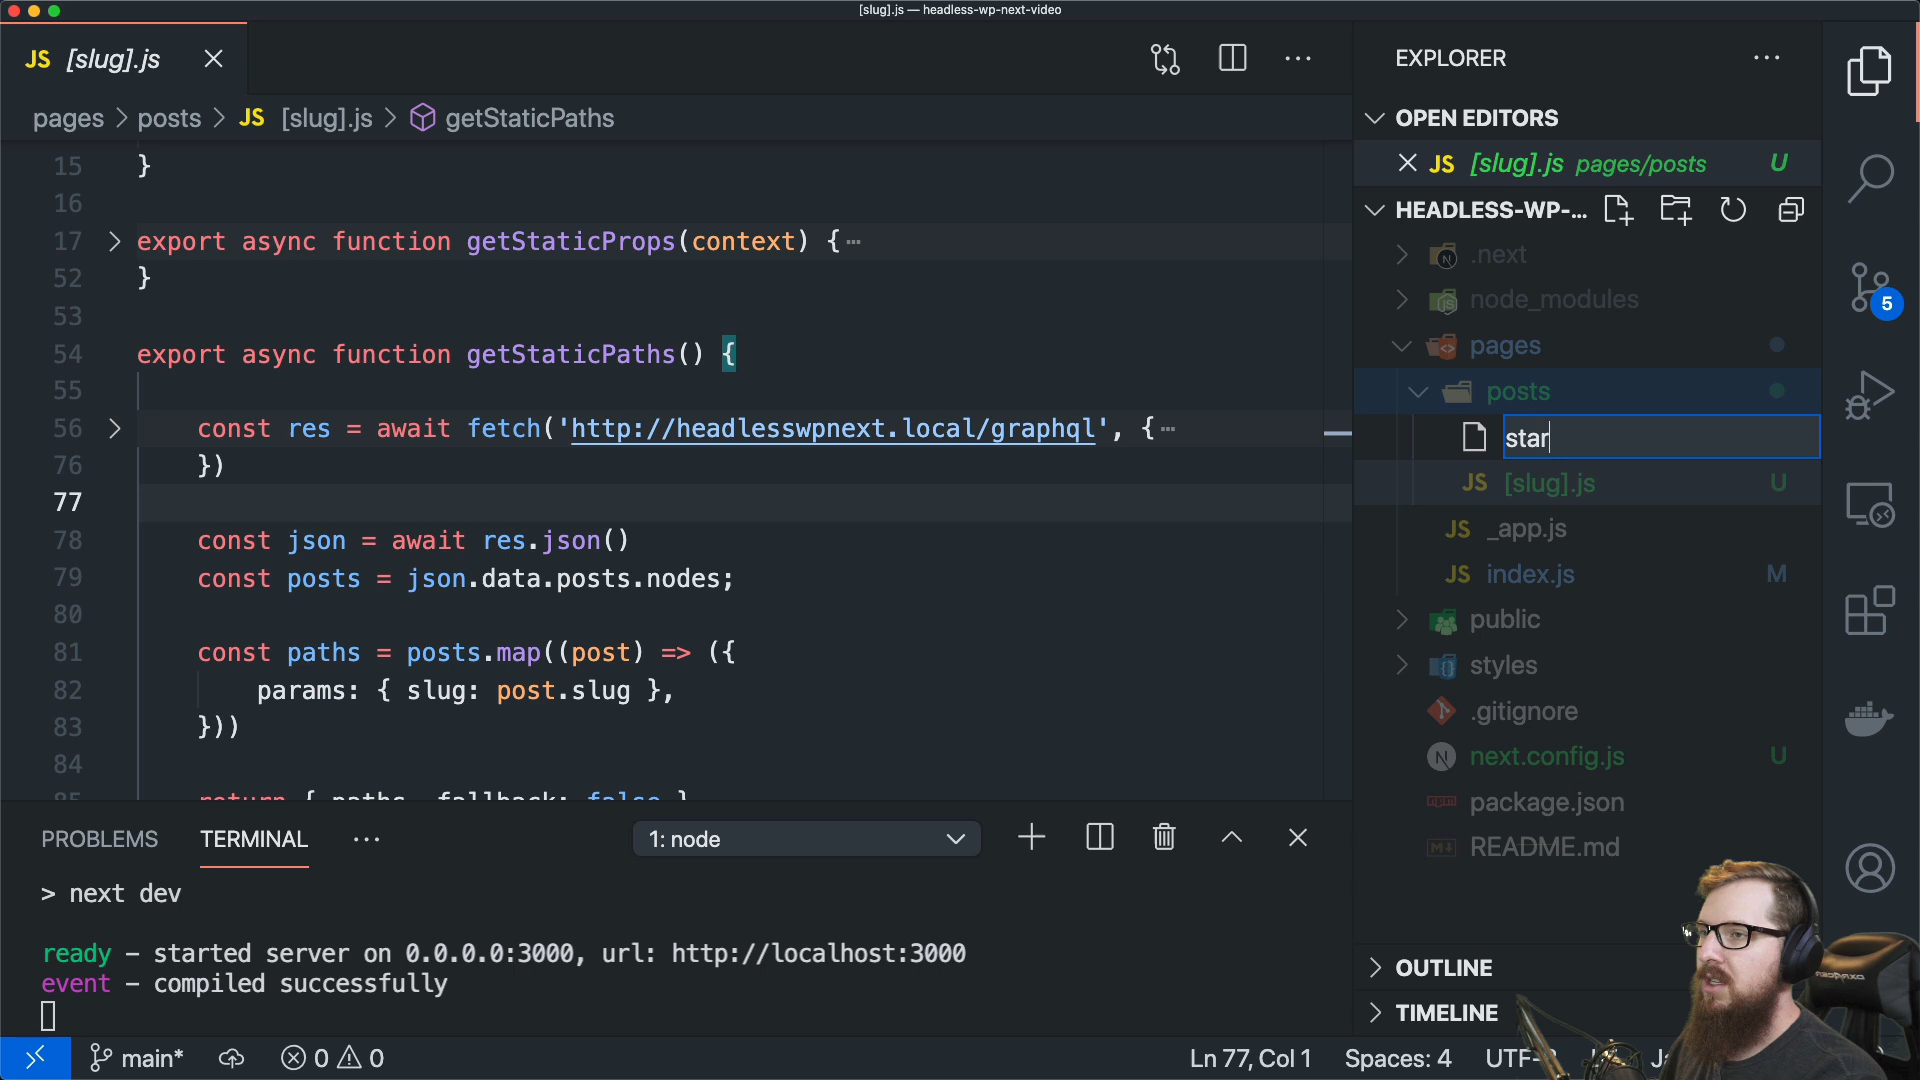 [slug].js — headless-wp-next-video
JS [slug].js
pages > posts > JS [slug].js > getStaticPaths
15 }
16
17 > export async function getStaticProps(context) {…
52 }
53
54 export async function getStaticPaths() {
55
56 > const res = await fetch('http://headlesswpnext.local/graphql', {…
76 })
77
78 const json = await res.json()
79 const posts = json.data.posts.nodes;
80
81 const paths = posts.map((post) => ({
82 params: { slug: post.slug },
83 }))
84
85 return { paths, fallback: false }
PROBLEMS TERMINAL ···
1: node
> next dev
ready – started server on 0.0.0.0:3000, url: http://localhost:3000
event – compiled successfully
main* 0 0 Ln 77, Col 1 Spaces: 4
EXPLORER
OPEN EDITORS
JS [slug].js pages/posts U
HEADLESS-WP-...
.next
node_modules
pages
posts
star
JS [slug].js U
JS _app.js
JS index.js M
public
styles
.gitignore
next.config.js U
package.json
README.md
OUTLINE
TIMELINE
5